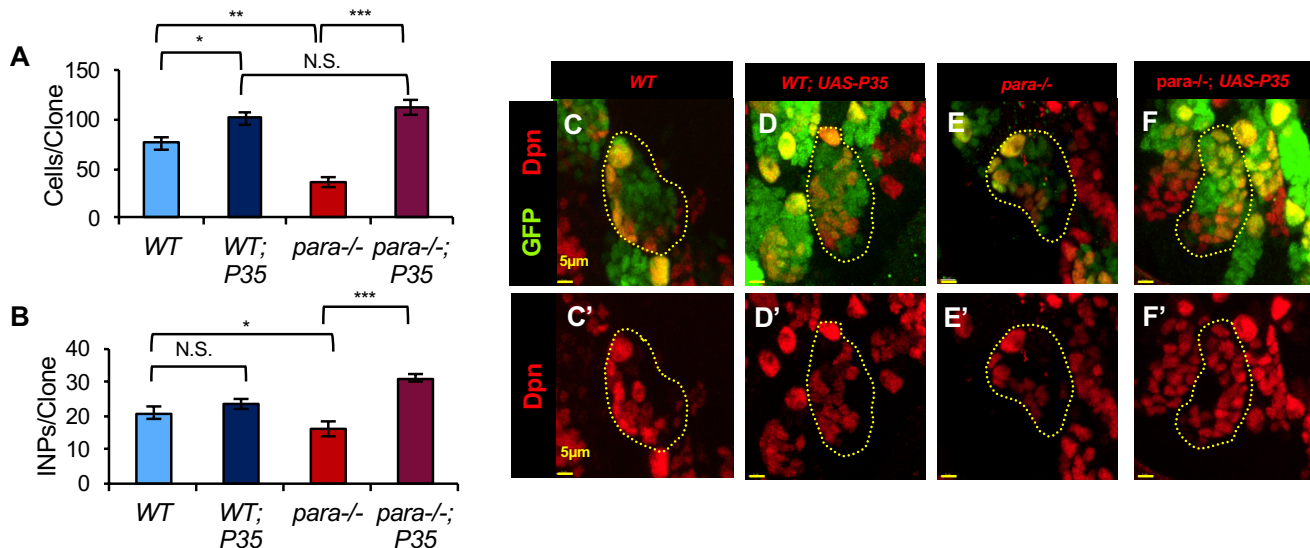 A
Cells/Clone
150
100
50
0
**
***
*
N.S.
WT
WT;
P35
para-/-
para-/-;
P35
B
INPs/Clone
40
30
20
10
0
***
*
N.S.
WT
WT;
P35
para-/-
para-/-;
P35
WT
WT; UAS-P35
para-/-
para-/-; UAS-P35
GFP Dpn
C
D
E
F
5µm
Dpn
C’
D’
E’
F’
5µm